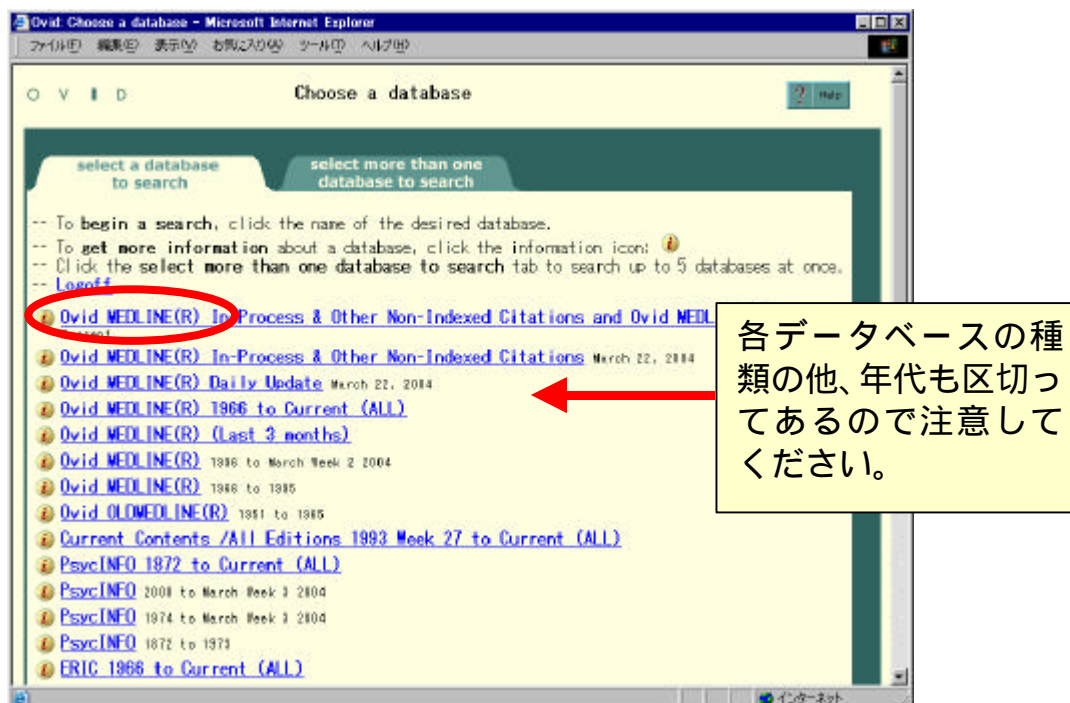 Ovid: Choose a database - Microsoft Internet Explorer
ファイル(F) 編集(E) 表示(V) お気に入り(A) ツール(T) ヘルプ(H)
O V I D
Choose a database
? Help
select a database
to search
select more than one
database to search
-- To begin a search, click the name of the desired database.
-- To get more information about a database, click the information icon:
-- Click the select more than one database to search tab to search up to 5 databases at once.
-- Logoff
Ovid MEDLINE(R) In-Process & Other Non-Indexed Citations and Ovid MEDL
Ovid MEDLINE(R) In-Process & Other Non-Indexed Citations March 22, 2004
Ovid MEDLINE(R) Daily Update March 22, 2004
Ovid MEDLINE(R) 1966 to Current (ALL)
Ovid MEDLINE(R) (Last 3 months)
Ovid MEDLINE(R) 1996 to March Week 2 2004
Ovid MEDLINE(R) 1966 to 1995
Ovid OLDMEDLINE(R) 1951 to 1965
Current Contents /All Editions 1993 Week 27 to Current (ALL)
PsycINFO 1872 to Current (ALL)
PsycINFO 2000 to March Week 3 2004
PsycINFO 1974 to March Week 3 2004
PsycINFO 1872 to 1973
ERIC 1966 to Current (ALL)
各データベースの種
類の他、年代も区切っ
てあるので注意して
ください。
インターネット